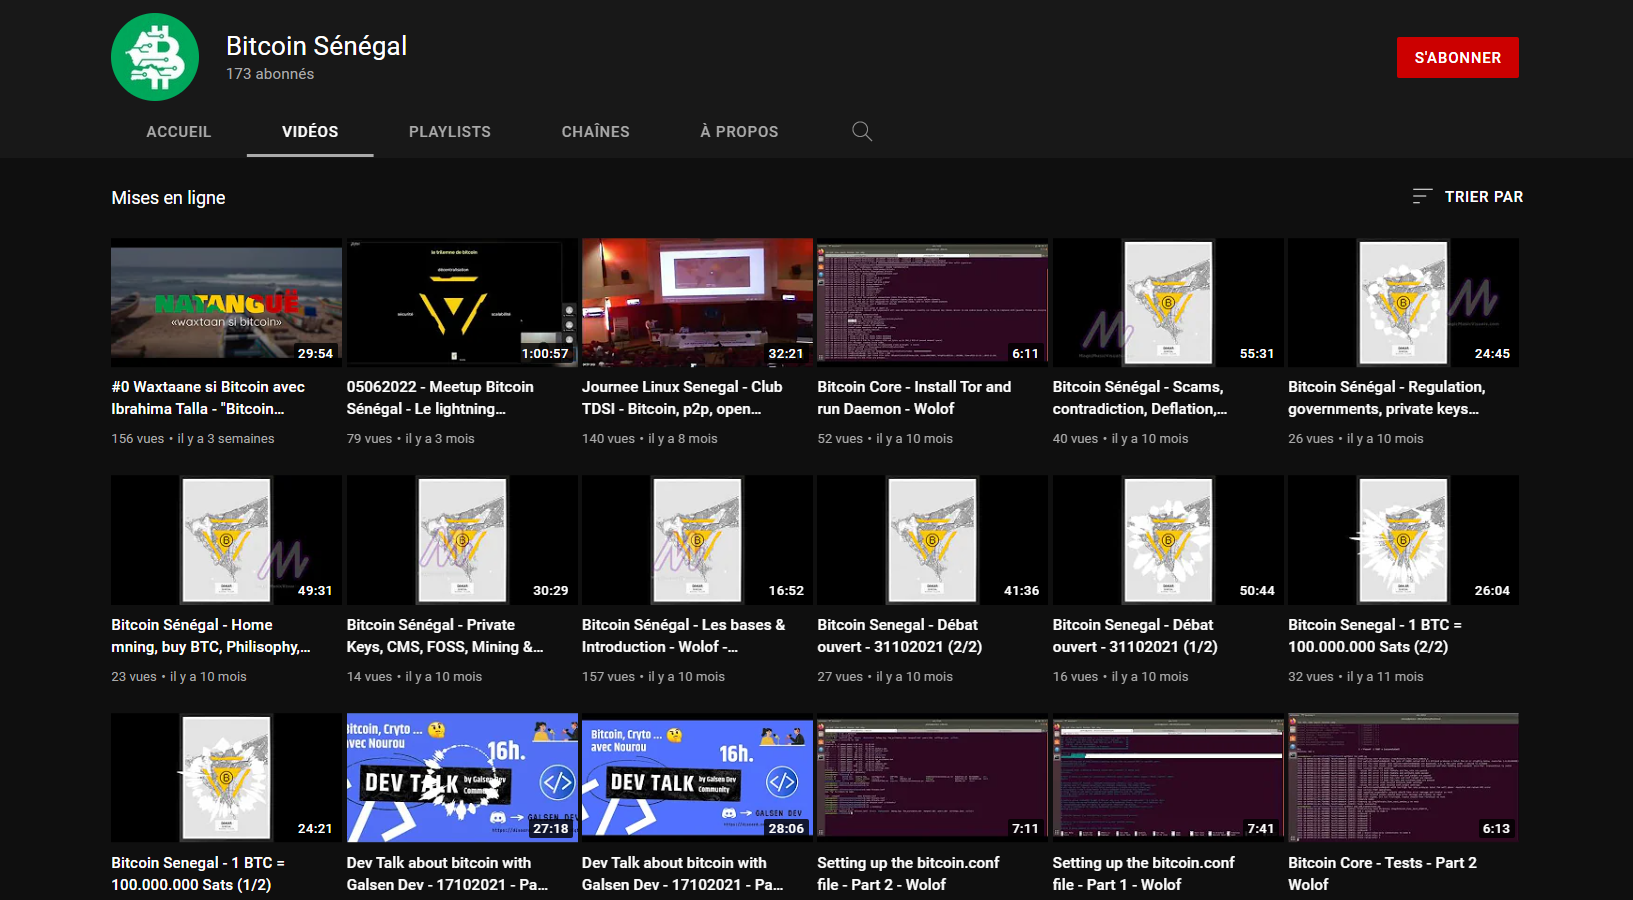 Bitcoin Sénégal
173 abonnés
S'ABONNER
ACCUEIL VIDÉOS PLAYLISTS CHAÎNES À PROPOS
Mises en ligne
TRIER PAR
NATANGUË
«waxtaan si bitcoin»
29:54
le trilemne de bitcoin
décentralisation
sécurité
scalabilité
1:00:57
32:21
6:11
55:31
24:45
#0 Waxtaane si Bitcoin avec
Ibrahima Talla - "Bitcoin...
156 vues • il y a 3 semaines
05062022 - Meetup Bitcoin
Sénégal - Le lightning...
79 vues • il y a 3 mois
Journee Linux Senegal - Club
TDSI - Bitcoin, p2p, open...
140 vues • il y a 8 mois
Bitcoin Core - Install Tor and
run Daemon - Wolof
52 vues • il y a 10 mois
Bitcoin Sénégal - Scams,
contradiction, Deflation,...
40 vues • il y a 10 mois
Bitcoin Sénégal - Regulation,
governments, private keys...
26 vues • il y a 10 mois
49:31
30:29
16:52
41:36
50:44
26:04
Bitcoin Sénégal - Home
mning, buy BTC, Philisophy,...
23 vues • il y a 10 mois
Bitcoin Sénégal - Private
Keys, CMS, FOSS, Mining &...
14 vues • il y a 10 mois
Bitcoin Sénégal - Les bases &
Introduction - Wolof -...
157 vues • il y a 10 mois
Bitcoin Senegal - Débat
ouvert - 31102021 (2/2)
27 vues • il y a 10 mois
Bitcoin Senegal - Débat
ouvert - 31102021 (1/2)
16 vues • il y a 10 mois
Bitcoin Senegal - 1 BTC =
100.000.000 Sats (2/2)
32 vues • il y a 11 mois
24:21
Bitcoin, Cryto ...
avec Nourou
16h.
DEV TALK
by Galsen Dev
Community
GALSEN DEV
27:18
Bitcoin, Cryto ...
avec Nourou
16h.
DEV TALK
by Galsen Dev
Community
GALSEN DEV
28:06
7:11
7:41
6:13
Bitcoin Senegal - 1 BTC =
100.000.000 Sats (1/2)
Dev Talk about bitcoin with
Galsen Dev - 17102021 - Pa...
Dev Talk about bitcoin with
Galsen Dev - 17102021 - Pa...
Setting up the bitcoin.conf
file - Part 2 - Wolof
Setting up the bitcoin.conf
file - Part 1 - Wolof
Bitcoin Core - Tests - Part 2
Wolof